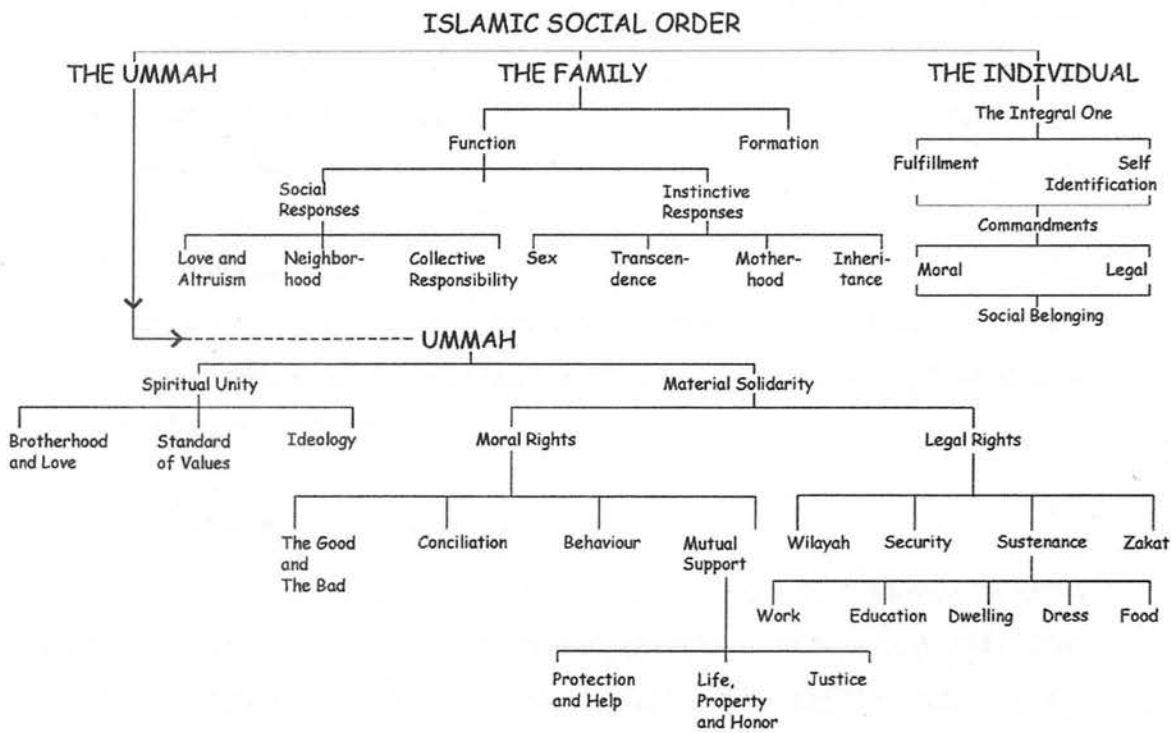 ISLAMIC SOCIAL ORDER
THE UMMAH
THE FAMILY
THE INDIVIDUAL
The Integral One
Function
Formation
Fulfillment
Self
Identification
Social
Responses
Instinctive
Responses
Commandments
Love and
Altruism
Neighbor-
hood
Collective
Responsibility
Sex
Transcen-
dence
Mother-
hood
Inheri-
tance
Moral
Legal
Social Belonging
UMMAH
Spiritual Unity
Material Solidarity
Brotherhood
and Love
Standard
of Values
Ideology
Moral Rights
Legal Rights
The Good
and
The Bad
Conciliation
Behaviour
Mutual
Support
Wilayah
Security
Sustenance
Zakat
Work
Education
Dwelling
Dress
Food
Protection
and Help
Life,
Property
and Honor
Justice